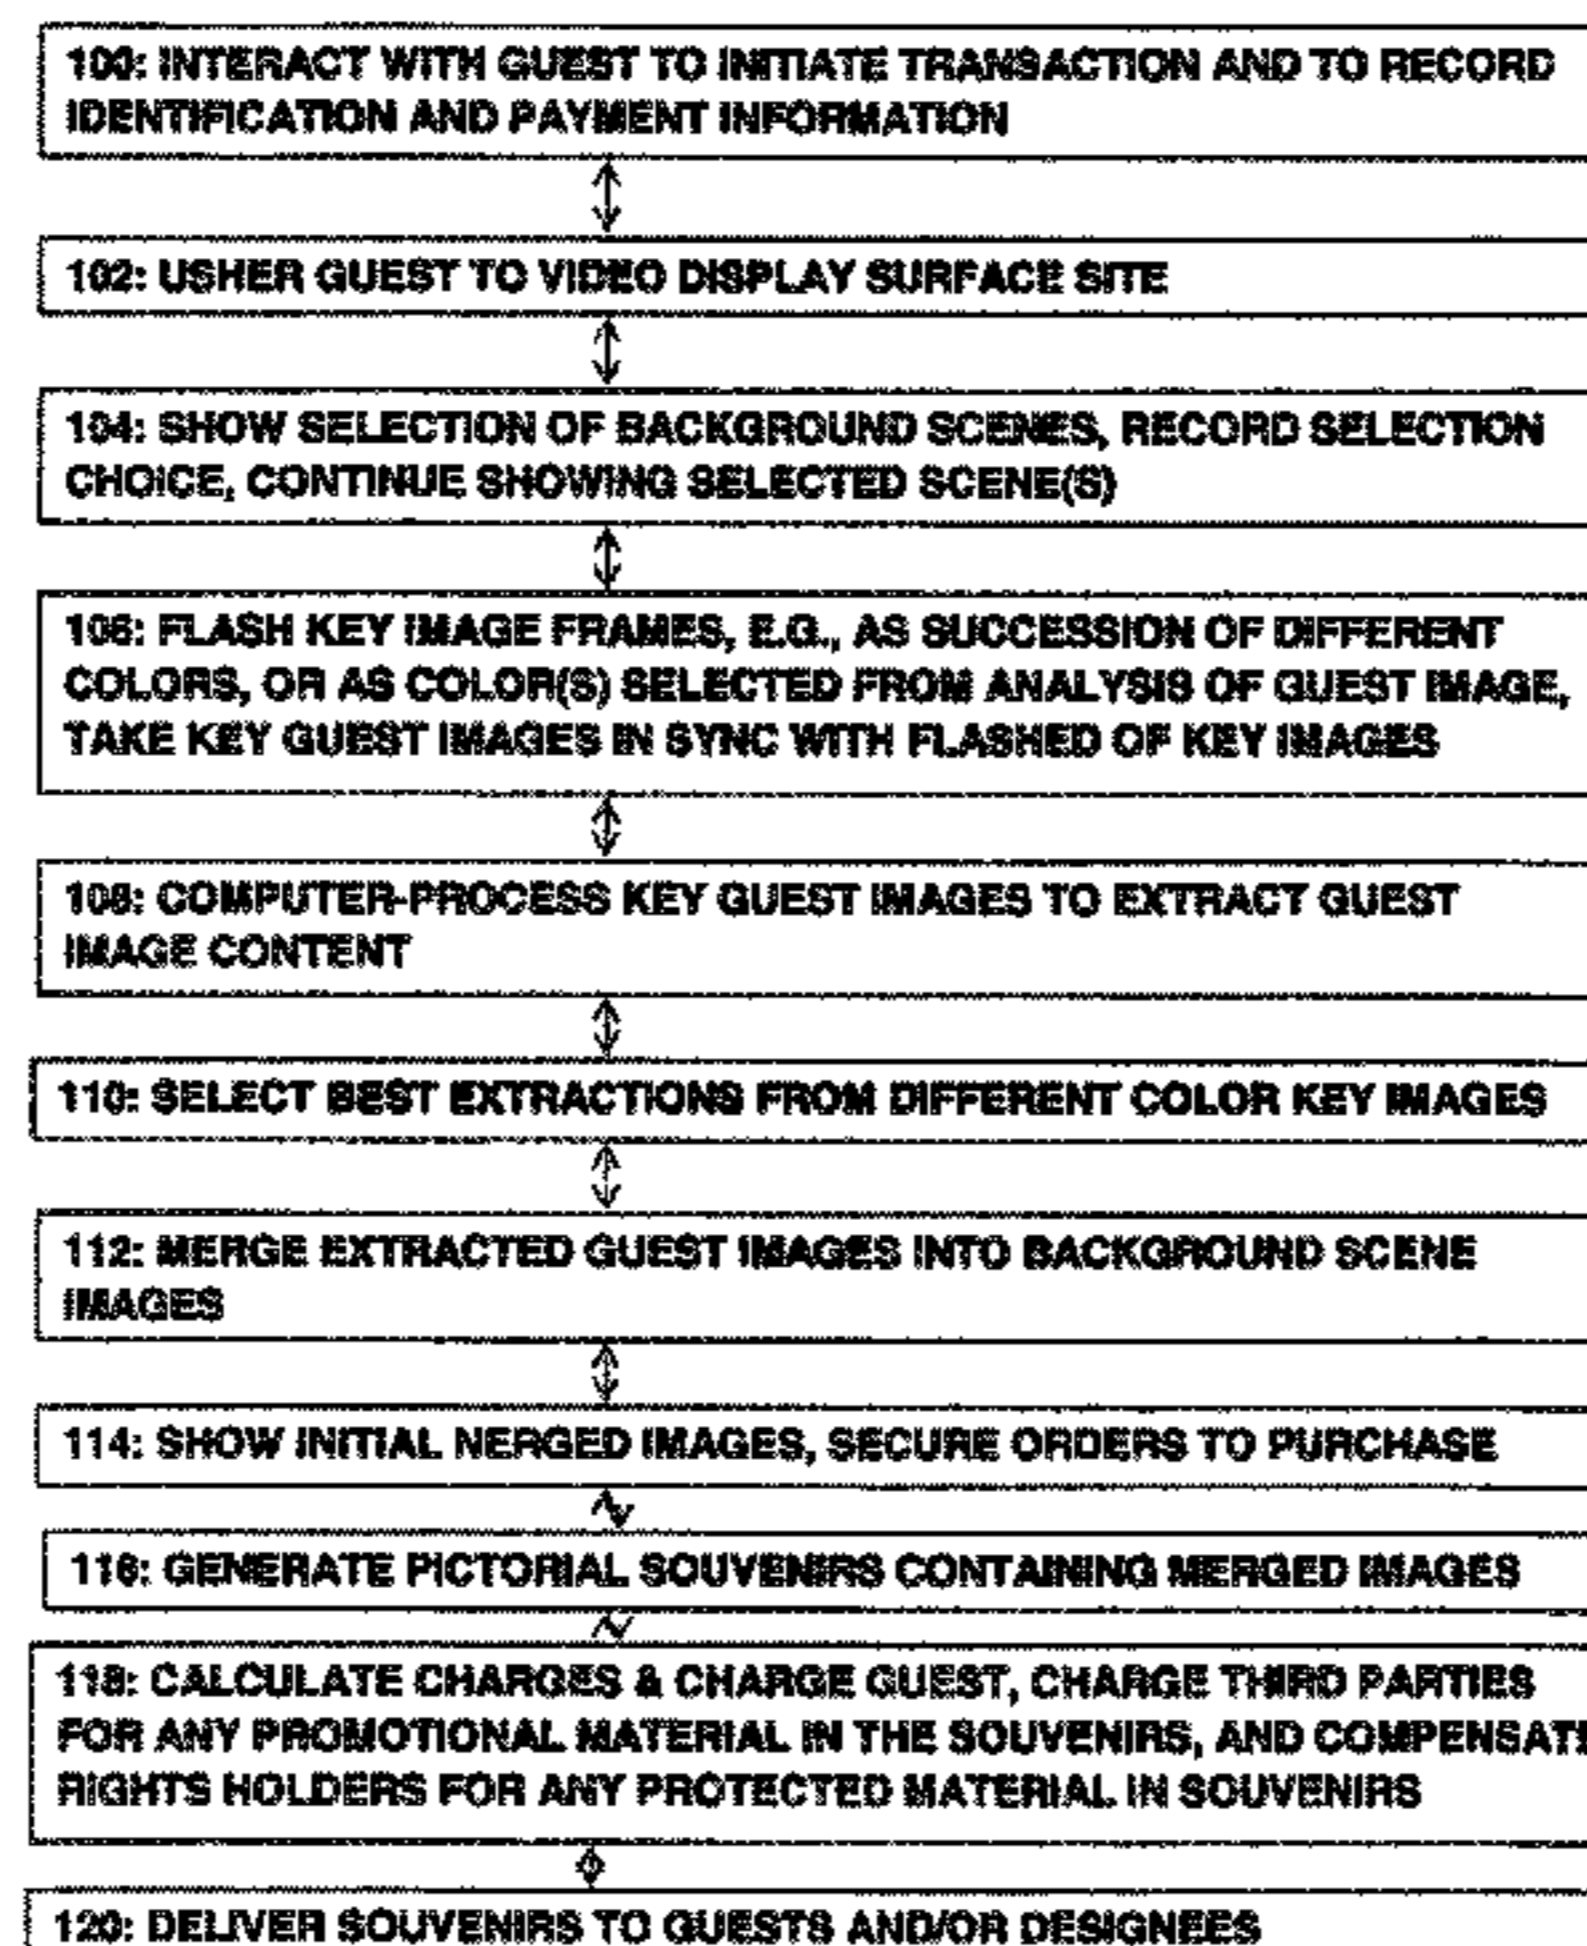 100: INTERACT WITH GUEST TO INITIATE TRANSACTION AND TO RECORD
IDENTIFICATION AND PAYMENT INFORMATION
102: USHER GUEST TO VIDEO DISPLAY SURFACE SITE
104: SHOW SELECTION OF BACKGROUND SCENES, RECORD SELECTION
CHOICE, CONTINUE SHOWING SELECTED SCENE(S)
106: FLASH KEY IMAGE FRAMES, E.G., AS SUCCESSION OF DIFFERENT
COLORS, OR AS COLOR(S) SELECTED FROM ANALYSIS OF GUEST IMAGE,
TAKE KEY GUEST IMAGES IN SYNC WITH FLASHED OF KEY IMAGES
108: COMPUTER-PROCESS KEY GUEST IMAGES TO EXTRACT GUEST
IMAGE CONTENT
110: SELECT BEST EXTRACTIONS FROM DIFFERENT COLOR KEY IMAGES
112: MERGE EXTRACTED GUEST IMAGES INTO BACKGROUND SCENE
IMAGES
114: SHOW INITIAL NERGED IMAGES, SECURE ORDERS TO PURCHASE
116: GENERATE PICTORIAL SOUVENIRS CONTAINING MERGED IMAGES
118: CALCULATE CHARGES & CHARGE GUEST, CHARGE THIRD PARTIES
FOR ANY PROMOTIONAL MATERIAL IN THE SOUVENIRS, AND COMPENSATE
RIGHTS HOLDERS FOR ANY PROTECTED MATERIAL IN SOUVENIRS
120: DELIVER SOUVENIRS TO GUESTS AND/OR DESIGNEES